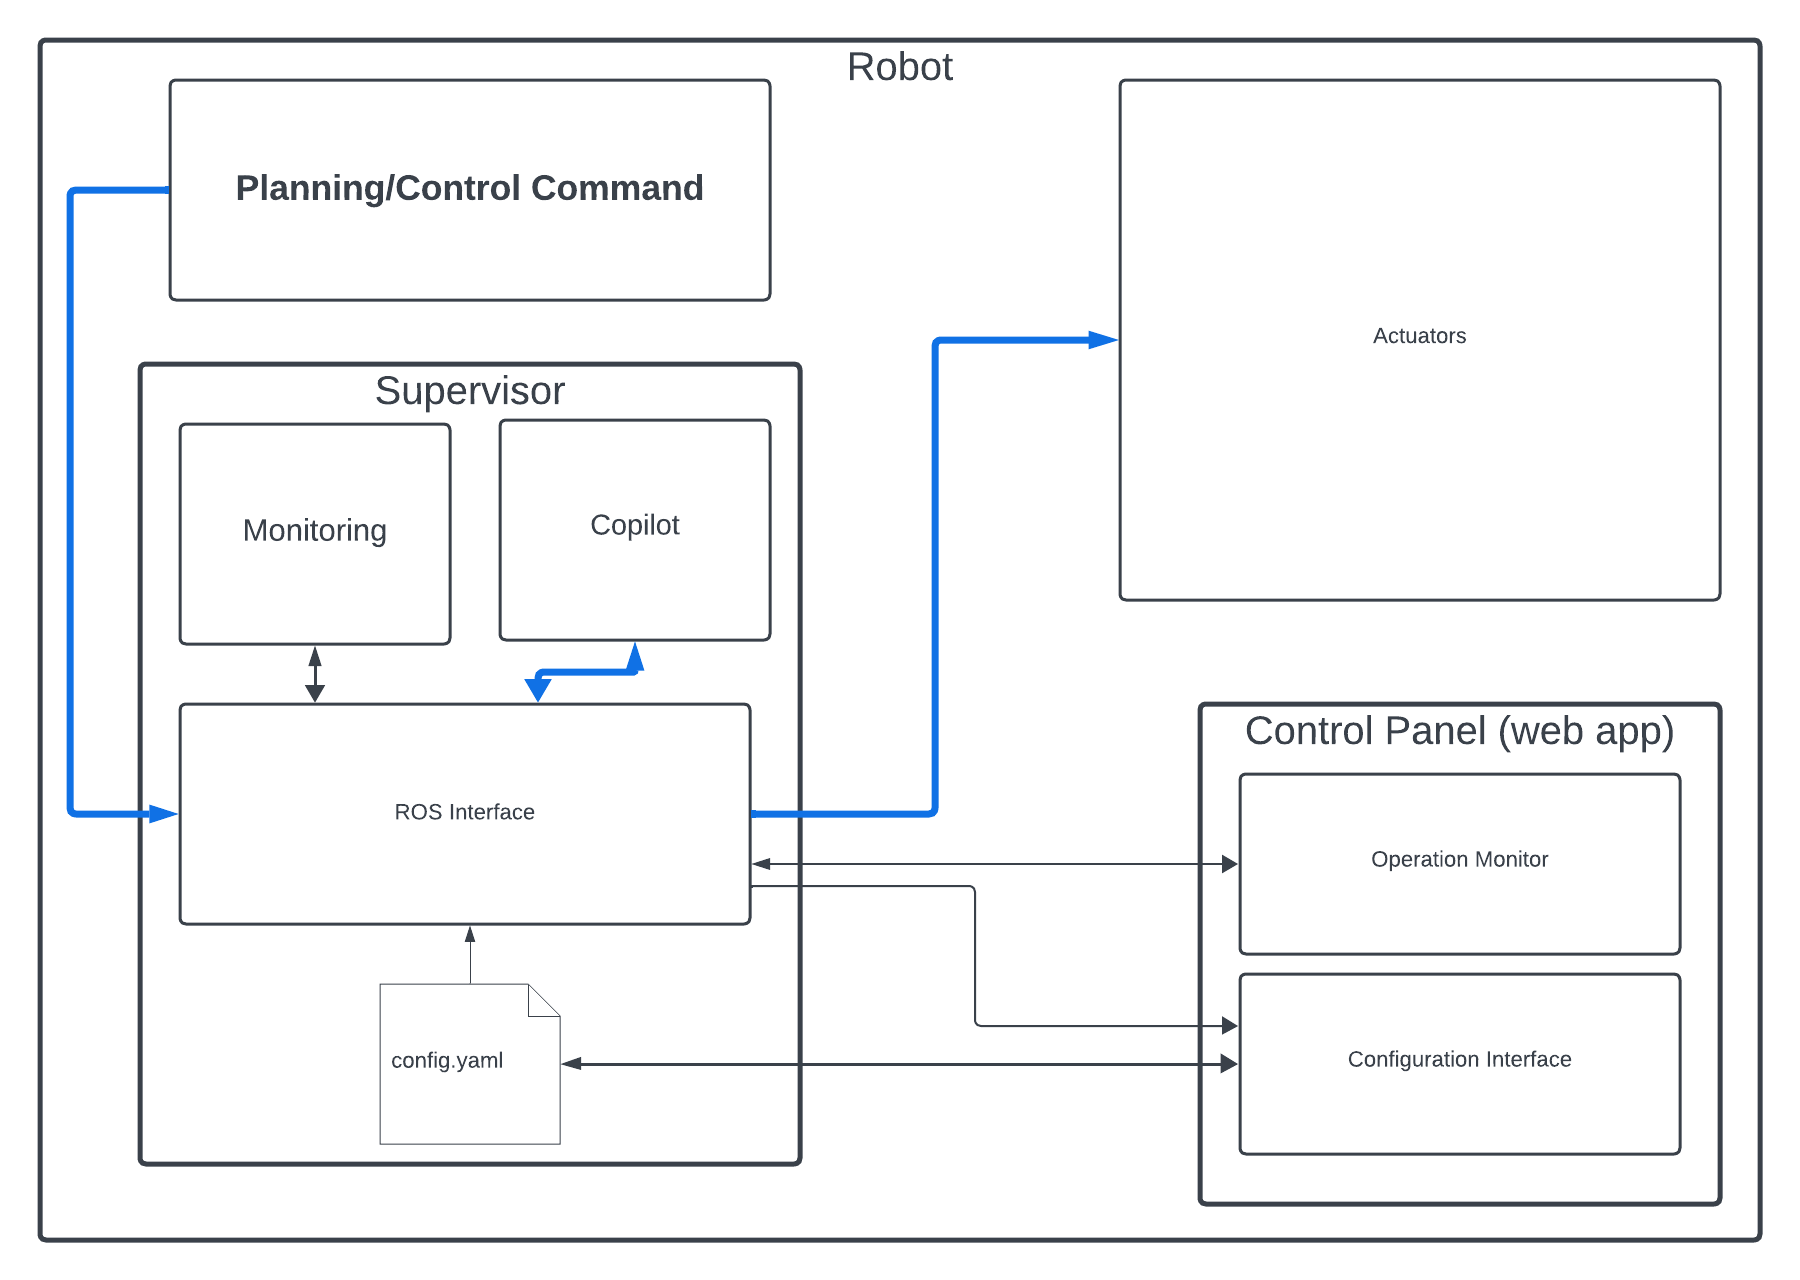 Robot
Planning/Control Command
Actuators
Supervisor
Monitoring
Copilot
ROS Interface
config.yaml
Control Panel (web app)
Operation Monitor
Configuration Interface